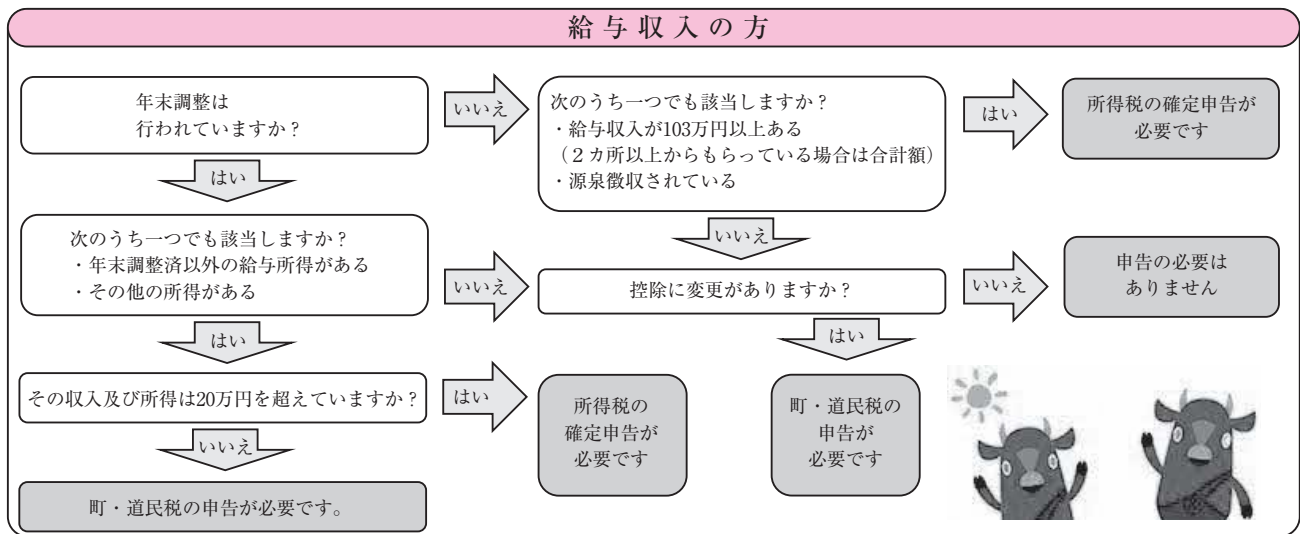 給与収入の方
年末調整は
行われていますか？
いいえ
次のうち一つでも該当しますか？
・給与収入が103万円以上ある
（２カ所以上からもらっている場合は合計額）
・源泉徴収されている
はい
所得税の確定申告が
必要です
はい
いいえ
次のうち一つでも該当しますか？
・年末調整済以外の給与所得がある
・その他の所得がある
いいえ
控除に変更がありますか？
いいえ
申告の必要は
ありません
はい
はい
その収入及び所得は20万円を超えていますか？
はい
所得税の
確定申告が
必要です
町・道民税の
申告が
必要です
いいえ
町・道民税の申告が必要です。